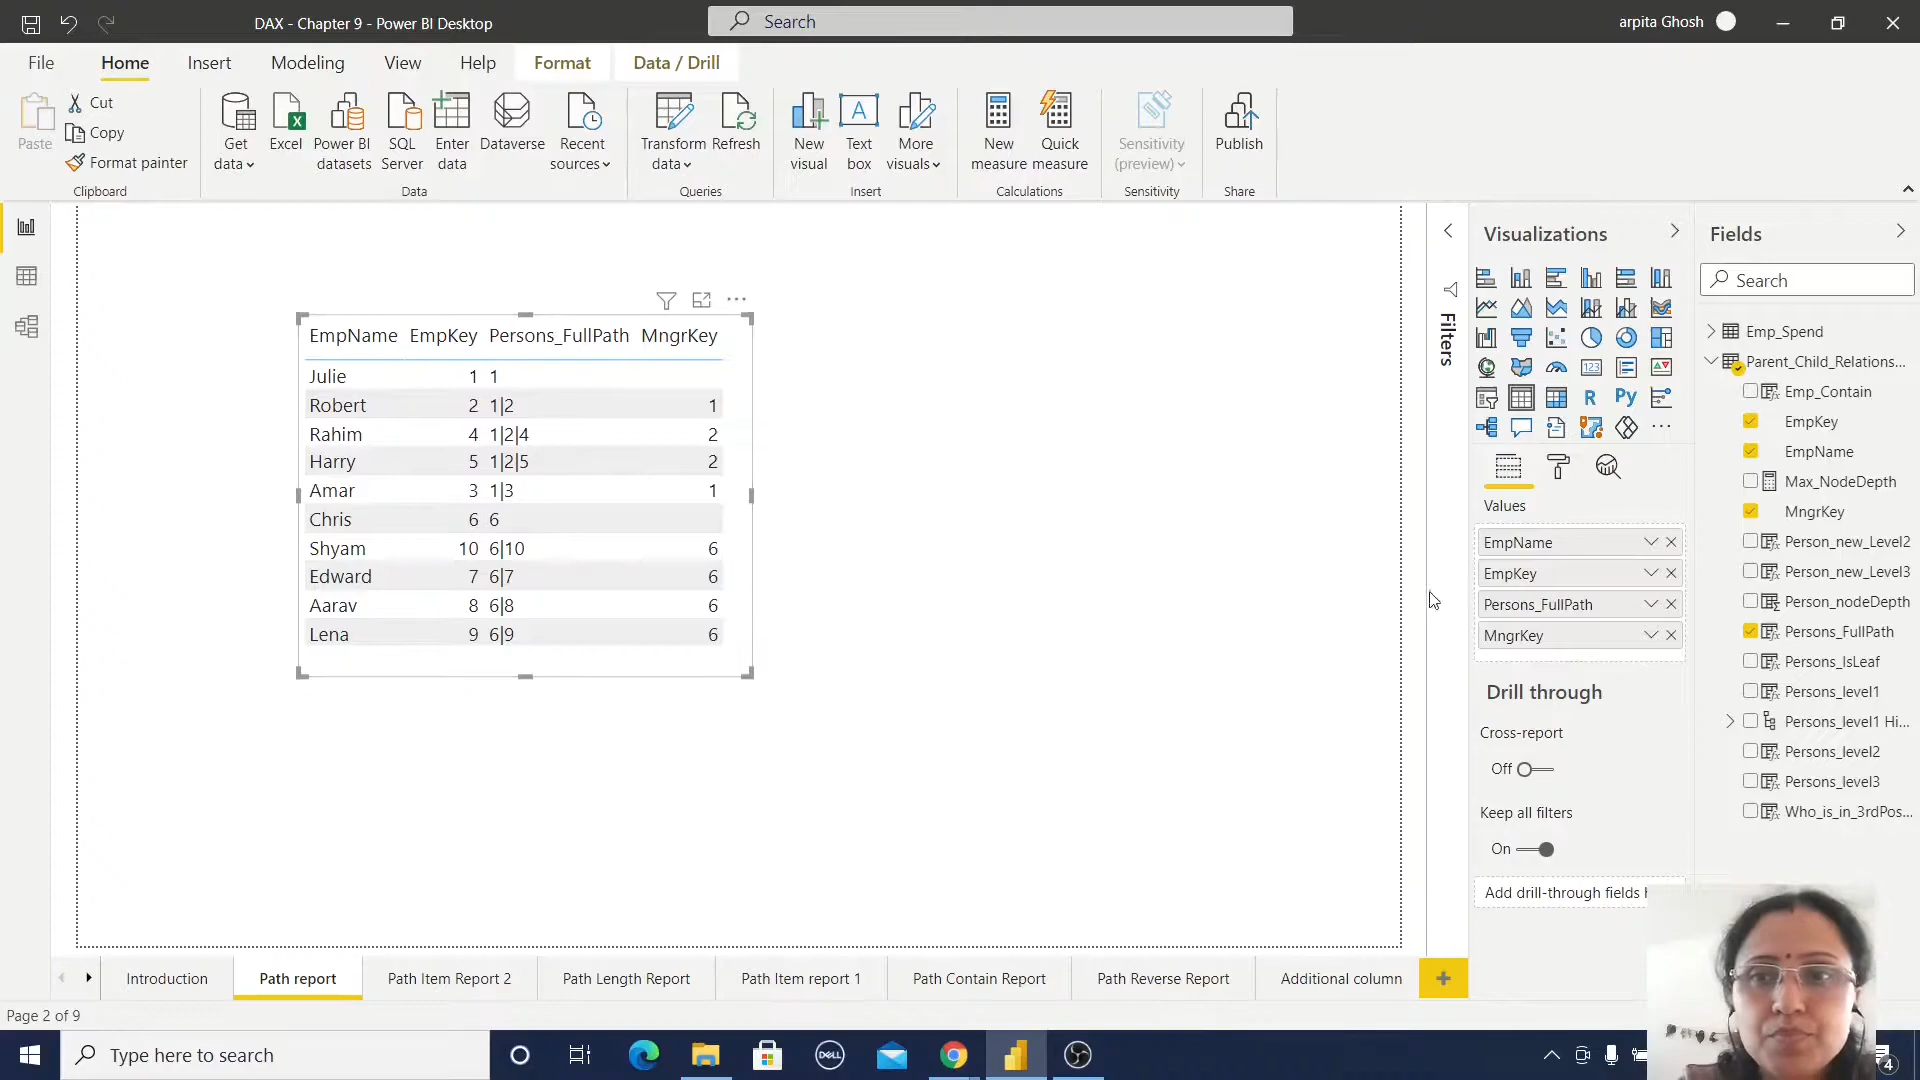 DAX - Chapter 9 - Power BI Desktop
Search
arpita Ghosh
File Home Insert Modeling View Help Format Data / Drill
Paste
Cut
Copy
Format painter
Clipboard
Get data
Excel
Power BI datasets
SQL Server
Enter data
Dataverse
Recent sources
Data
Transform data
Refresh
Queries
New visual
Text box
More visuals
Insert
New measure
Quick measure
Calculations
Sensitivity (preview)
Sensitivity
Publish
Share
EmpName EmpKey Persons_FullPath MngrKey
Julie 1 1
Robert 2 1|2 1
Rahim 4 1|2|4 2
Harry 5 1|2|5 2
Amar 3 1|3 1
Chris 6 6
Shyam 10 6|10 6
Edward 7 6|7 6
Aarav 8 6|8 6
Lena 9 6|9 6
Filters
Visualizations
R Py
123
Values
EmpName
EmpKey
Persons_FullPath
MngrKey
Drill through
Cross-report
Off
Keep all filters
On
Add drill-through fields
Fields
Search
Emp_Spend
Parent_Child_Relations...
Emp_Contain
EmpKey
EmpName
Max_NodeDepth
MngrKey
Person_new_Level2
Person_new_Level3
Person_nodeDepth
Persons_FullPath
Persons_IsLeaf
Persons_level1
Persons_level1 Hi...
Persons_level2
Persons_level3
Who_is_in_3rdPos...
Introduction Path report Path Item Report 2 Path Length Report Path Item report 1 Path Contain Report Path Reverse Report Additional column
Page 2 of 9
Type here to search
DELL
4